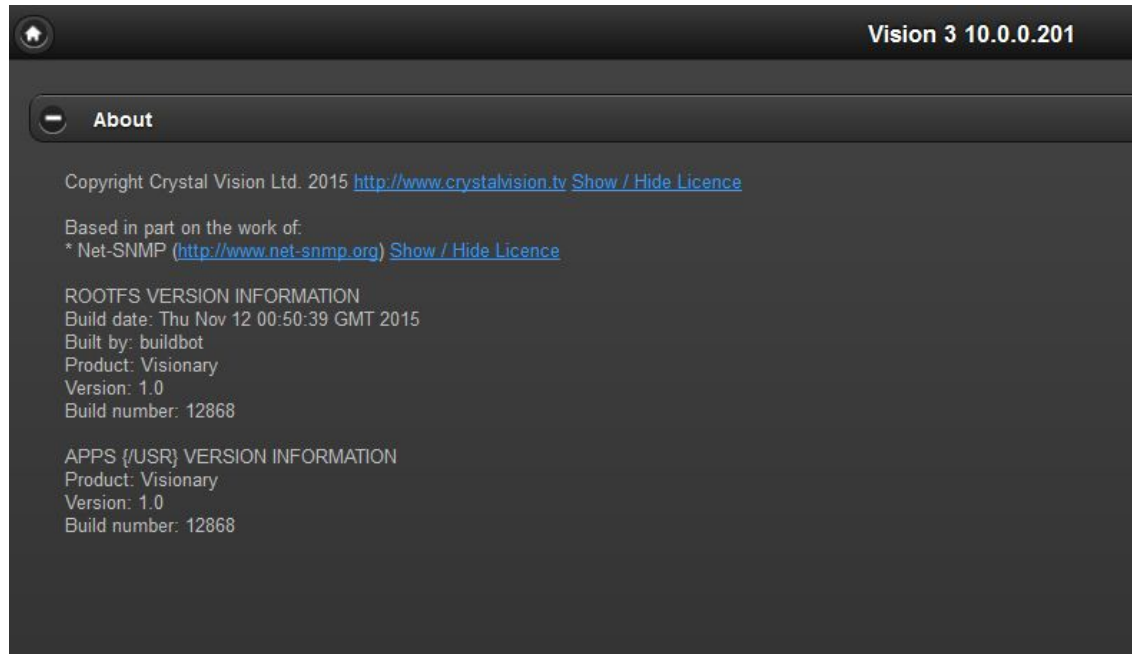 Vision 3 10.0.0.201
About
Copyright Crystal Vision Ltd. 2015 http://www.crystalvision.tv Show / Hide Licence
Based in part on the work of:
* Net-SNMP (http://www.net-snmp.org) Show / Hide Licence
ROOTFS VERSION INFORMATION
Build date: Thu Nov 12 00:50:39 GMT 2015
Built by: buildbot
Product: Visionary
Version: 1.0
Build number: 12868
APPS {/USR} VERSION INFORMATION
Product: Visionary
Version: 1.0
Build number: 12868